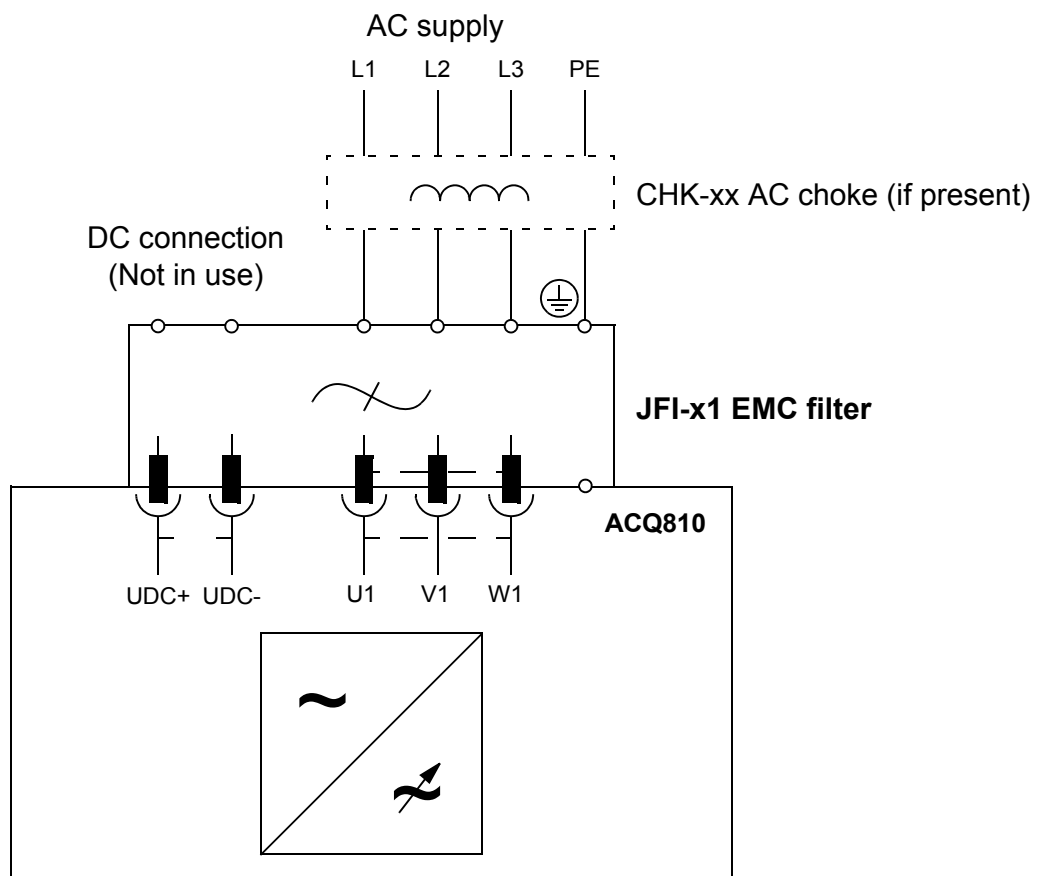 AC supply
L1 L2 L3 PE
CHK-xx AC choke (if present)
DC connection
(Not in use)
JFI-x1 EMC filter
ACQ810
UDC+ UDC- U1 V1 W1